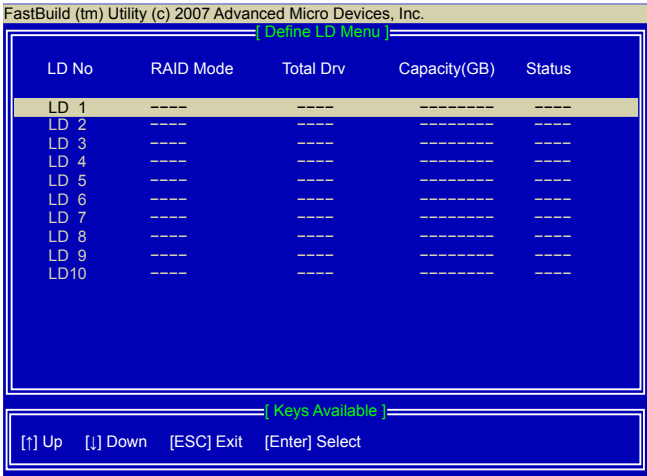 FastBuild (tm) Utility (c) 2007 Advanced Micro Devices, Inc.
[ Define LD Menu ]
LD No RAID Mode Total Drv Capacity(GB) Status
LD 1 ---- ---- -------- ----
LD 2 ---- ---- -------- ----
LD 3 ---- ---- -------- ----
LD 4 ---- ---- -------- ----
LD 5 ---- ---- -------- ----
LD 6 ---- ---- -------- ----
LD 7 ---- ---- -------- ----
LD 8 ---- ---- -------- ----
LD 9 ---- ---- -------- ----
LD10 ---- ---- -------- ----
[ Keys Available ]
[↑] Up [↓] Down [ESC] Exit [Enter] Select